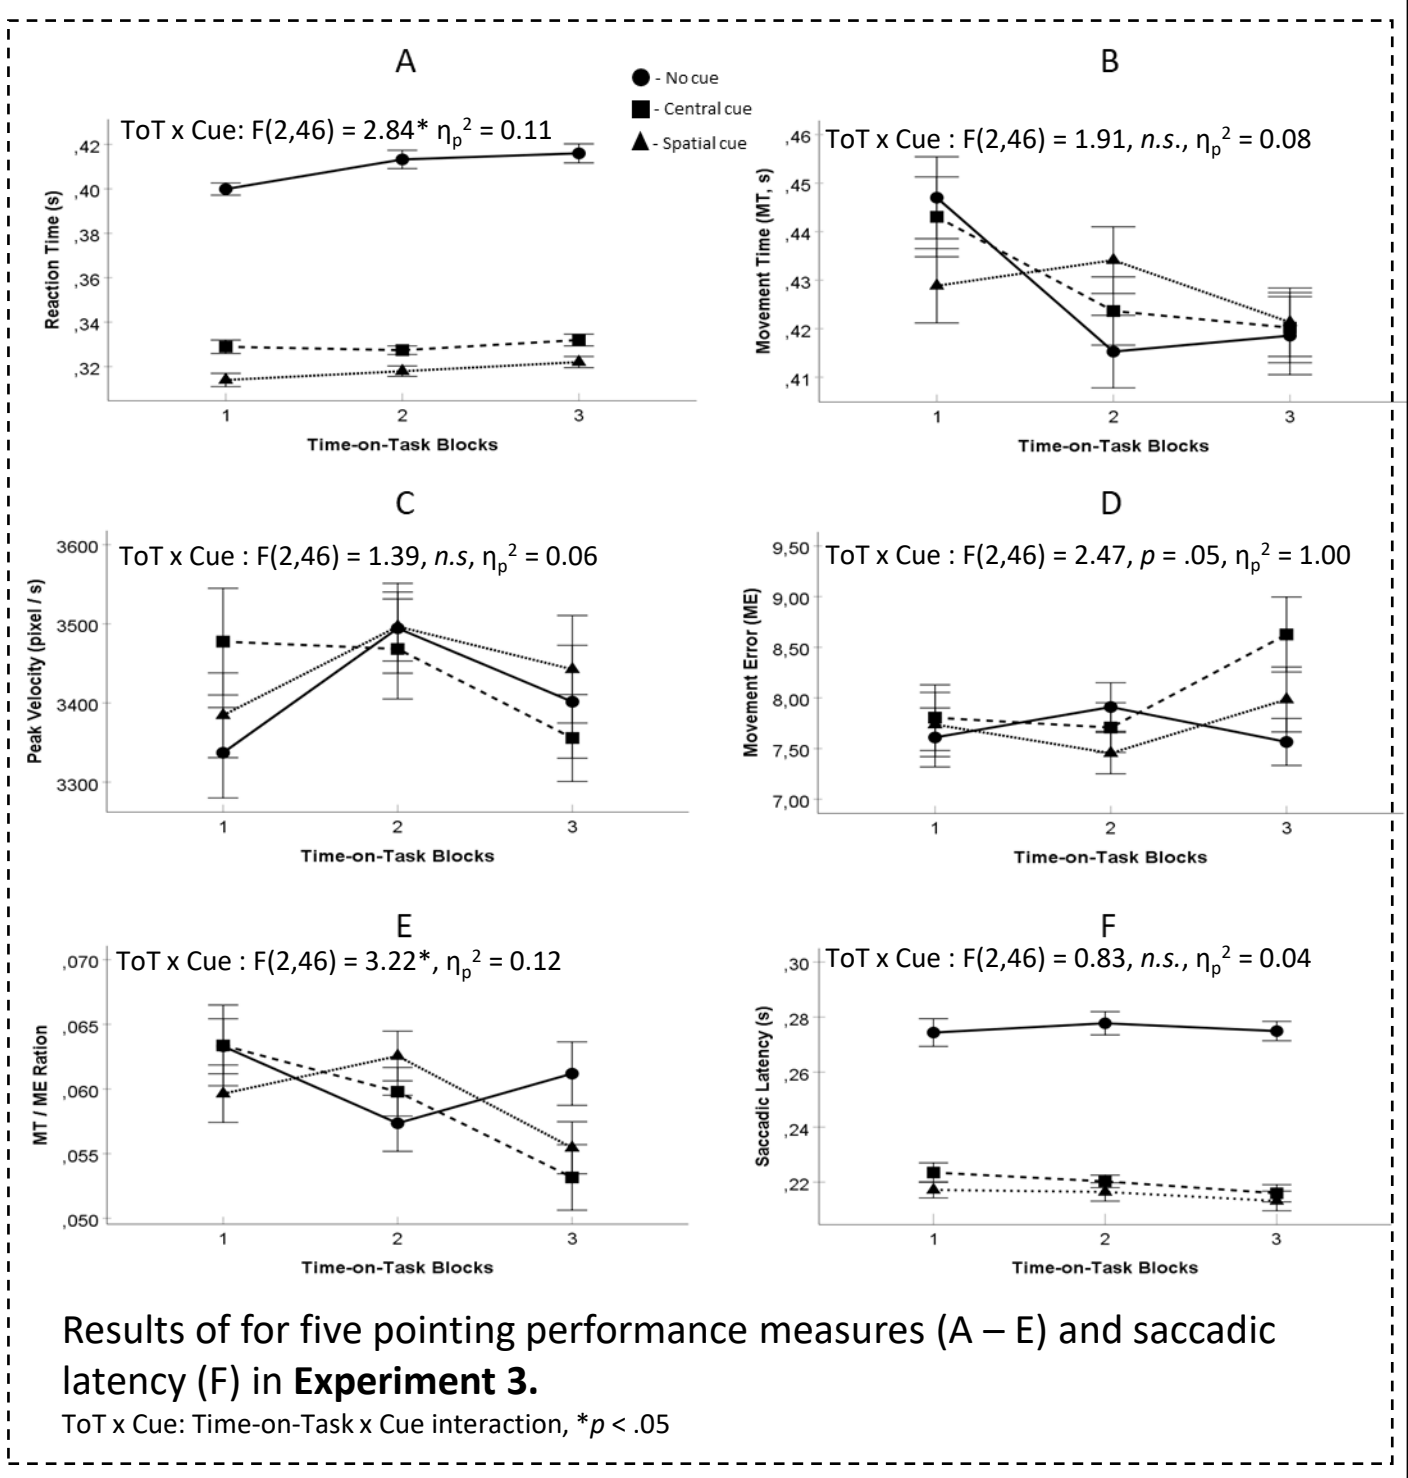 A
- No cue
- Central cue
- Spatial cue
ToT x Cue: F(2,46) = 2.84* ηp² = 0.11
Reaction Time (s)
,42
,40
,38
,36
,34
,32
1 2 3
Time-on-Task Blocks
B
ToT x Cue : F(2,46) = 1.91, n.s., ηp² = 0.08
Movement Time (MT, s)
,46
,45
,44
,43
,42
,41
1 2 3
Time-on-Task Blocks
C
ToT x Cue : F(2,46) = 1.39, n.s, ηp² = 0.06
Peak Velocity (pixel / s)
3600
3500
3400
3300
1 2 3
Time-on-Task Blocks
D
ToT x Cue : F(2,46) = 2.47, p = .05, ηp² = 1.00
Movement Error (ME)
9,50
9,00
8,50
8,00
7,50
7,00
1 2 3
Time-on-Task Blocks
E
ToT x Cue : F(2,46) = 3.22*, ηp² = 0.12
MT / ME Ration
,070
,065
,060
,055
,050
1 2 3
Time-on-Task Blocks
F
ToT x Cue : F(2,46) = 0.83, n.s., ηp² = 0.04
Saccadic Latency (s)
,30
,28
,26
,24
,22
1 2 3
Time-on-Task Blocks
Results of for five pointing performance measures (A – E) and saccadic
latency (F) in Experiment 3.
ToT x Cue: Time-on-Task x Cue interaction, *p < .05